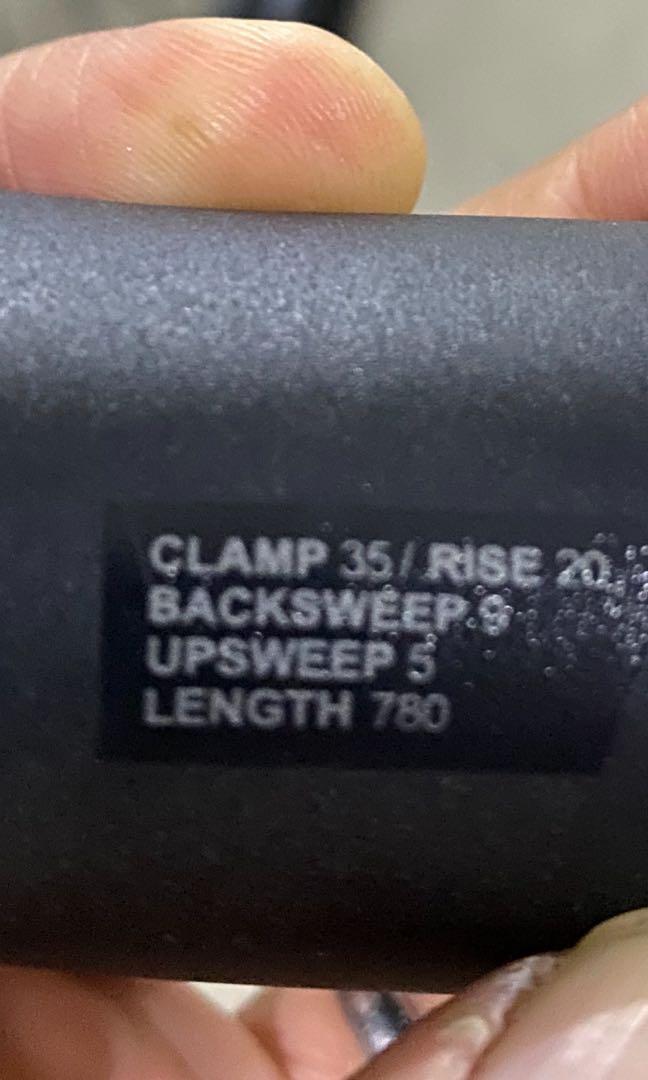 CLAMP 35 / RISE 20
BACKSWEEP 9
UPSWEEP 5
LENGTH 780